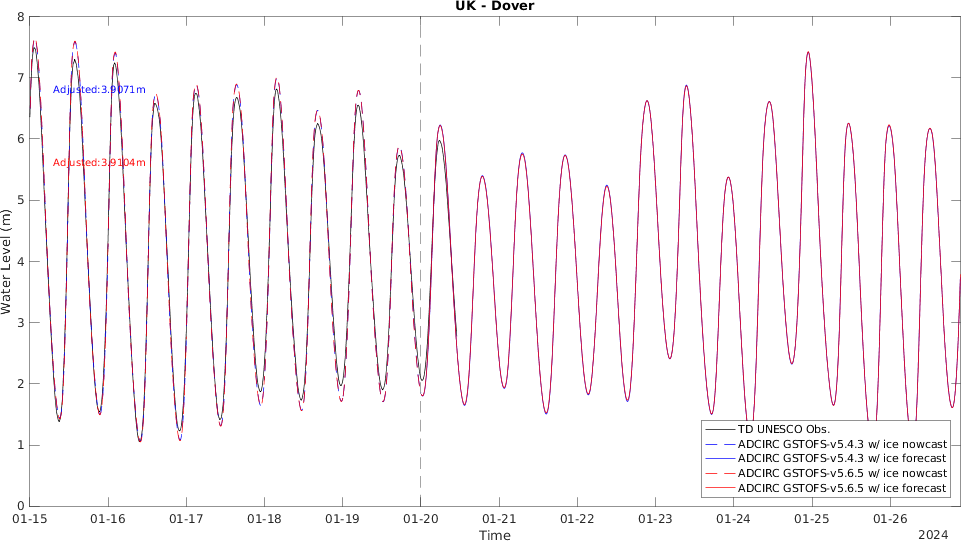 UK - Dover
8
7
Adjusted:3.9071m
6
Adjusted:3.9104m
5
4
3
2
1
0
Water Level (m)
TD UNESCO Obs.
ADCIRC GSTOFS-v5.4.3 w/ ice nowcast
ADCIRC GSTOFS-v5.4.3 w/ ice forecast
ADCIRC GSTOFS-v5.6.5 w/ ice nowcast
ADCIRC GSTOFS-v5.6.5 w/ ice forecast
01-15 01-16 01-17 01-18 01-19 01-20 01-21 01-22 01-23 01-24 01-25 01-26
Time
2024